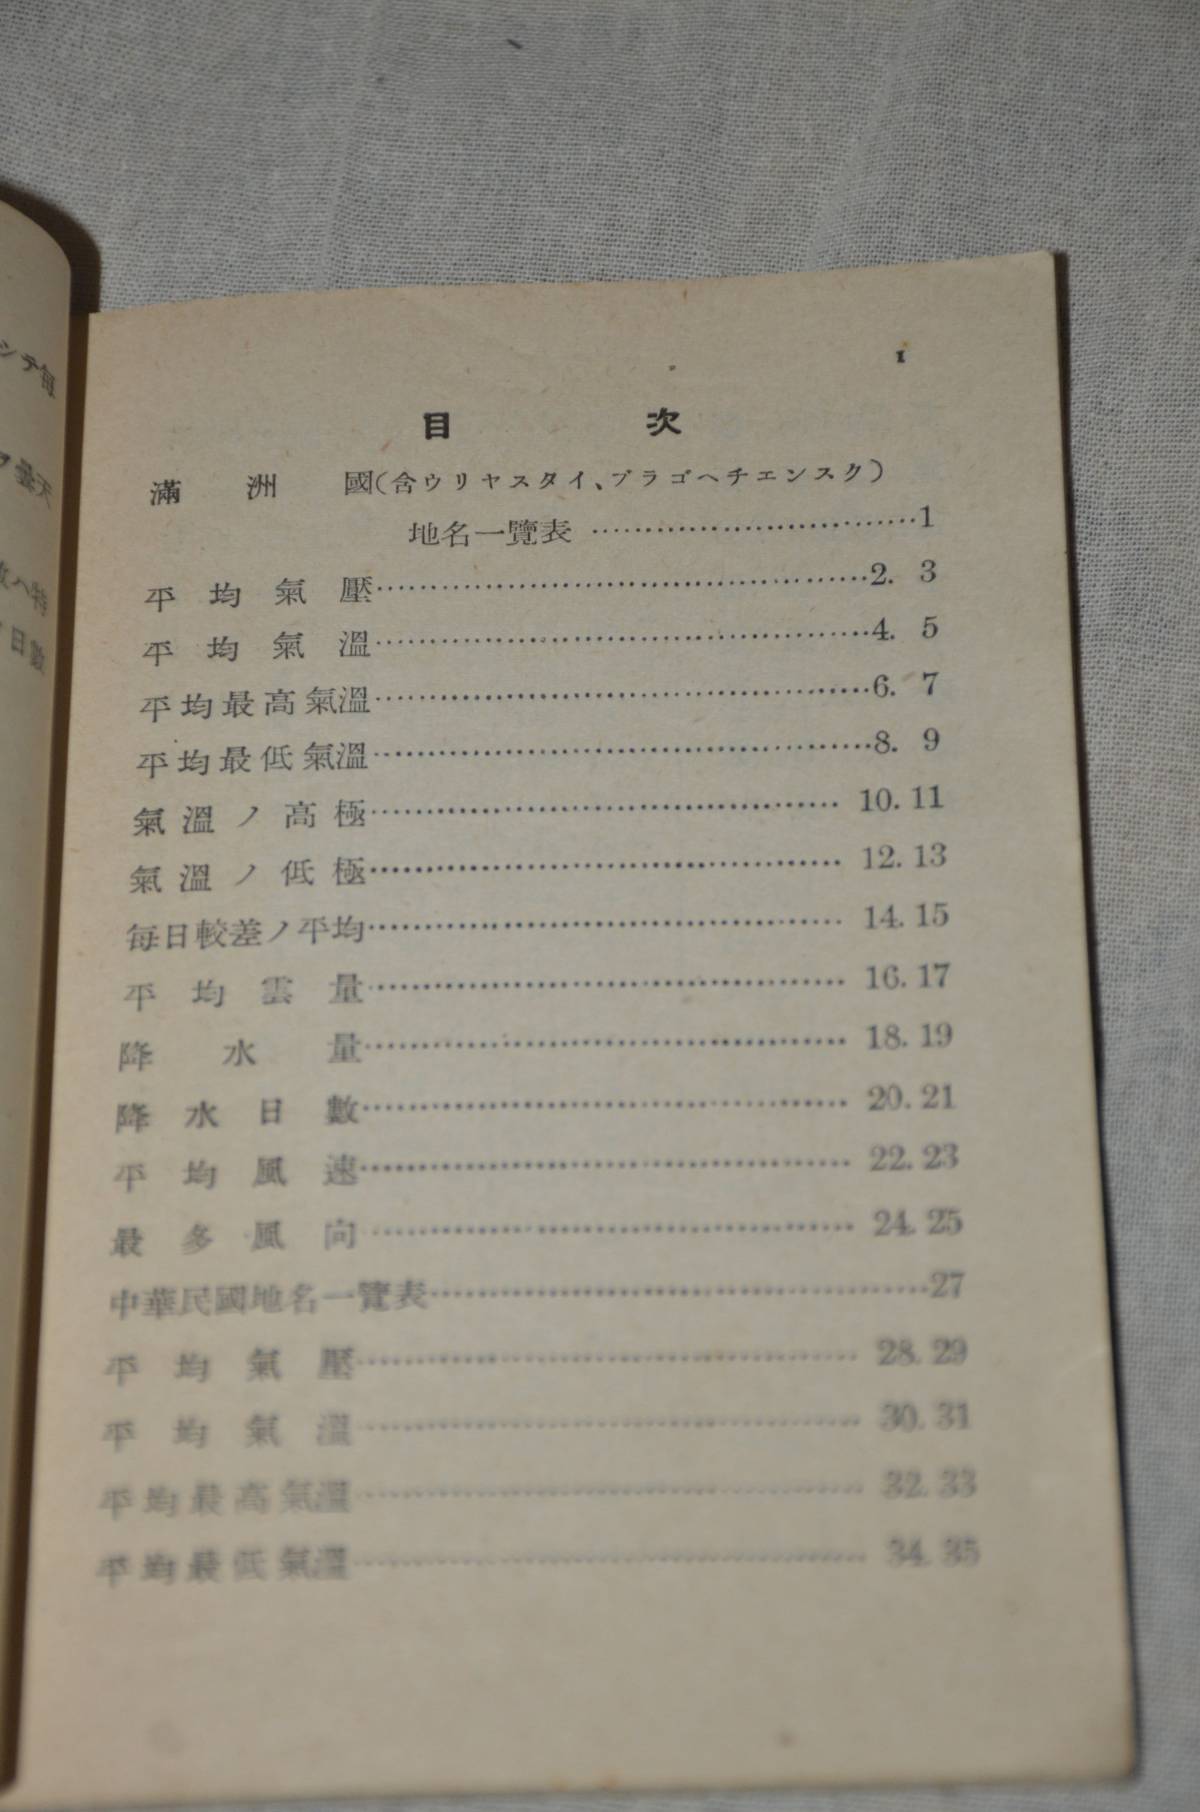 1
目次
滿洲國(含ウリヤスタイ、ブラゴヘチエンスク)
地名一覽表……………………………1
平均氣壓……………………………2. 3
平均氣溫……………………………4. 5
平均最高氣溫……………………………6. 7
平均最低氣溫……………………………8. 9
氣溫ノ高極……………………………10. 11
氣溫ノ低極……………………………12. 13
每日較差ノ平均……………………………14. 15
平均雲量……………………………16. 17
降水量……………………………18. 19
降水日數……………………………20. 21
平均風速……………………………22. 23
最多風向……………………………24. 25
中華民國地名一覽表……………………………27
平均氣壓……………………………28. 29
平均氣溫……………………………30. 31
平均最高氣溫……………………………32. 33
平均最低氣溫……………………………34. 35